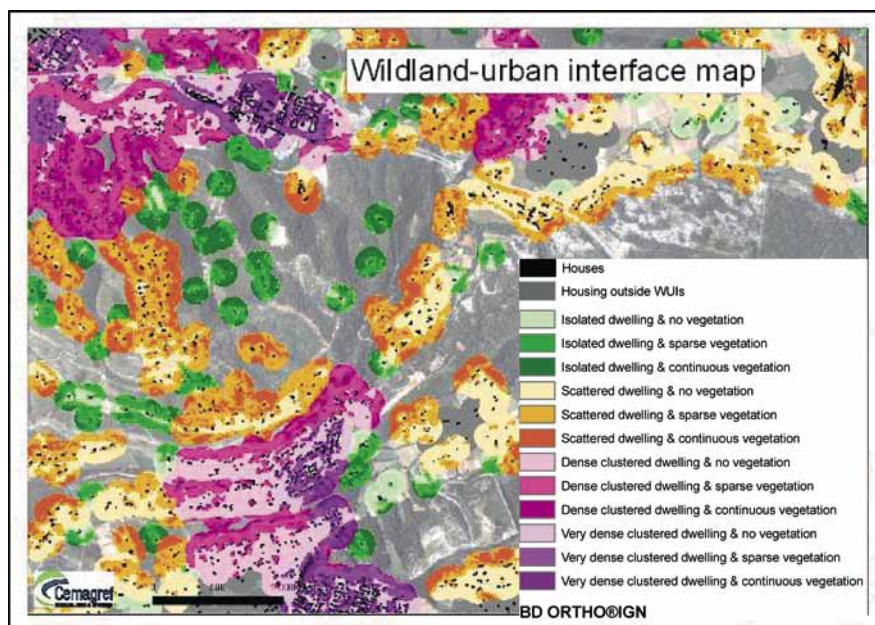 Wildland-urban interface map
N
Houses
Housing outside WUIs
Isolated dwelling & no vegetation
Isolated dwelling & sparse vegetation
Isolated dwelling & continuous vegetation
Scattered dwelling & no vegetation
Scattered dwelling & sparse vegetation
Scattered dwelling & continuous vegetation
Dense clustered dwelling & no vegetation
Dense clustered dwelling & sparse vegetation
Dense clustered dwelling & continuous vegetation
Very dense clustered dwelling & no vegetation
Very dense clustered dwelling & sparse vegetation
Very dense clustered dwelling & continuous vegetation
Cemagref
BD ORTHO®IGN